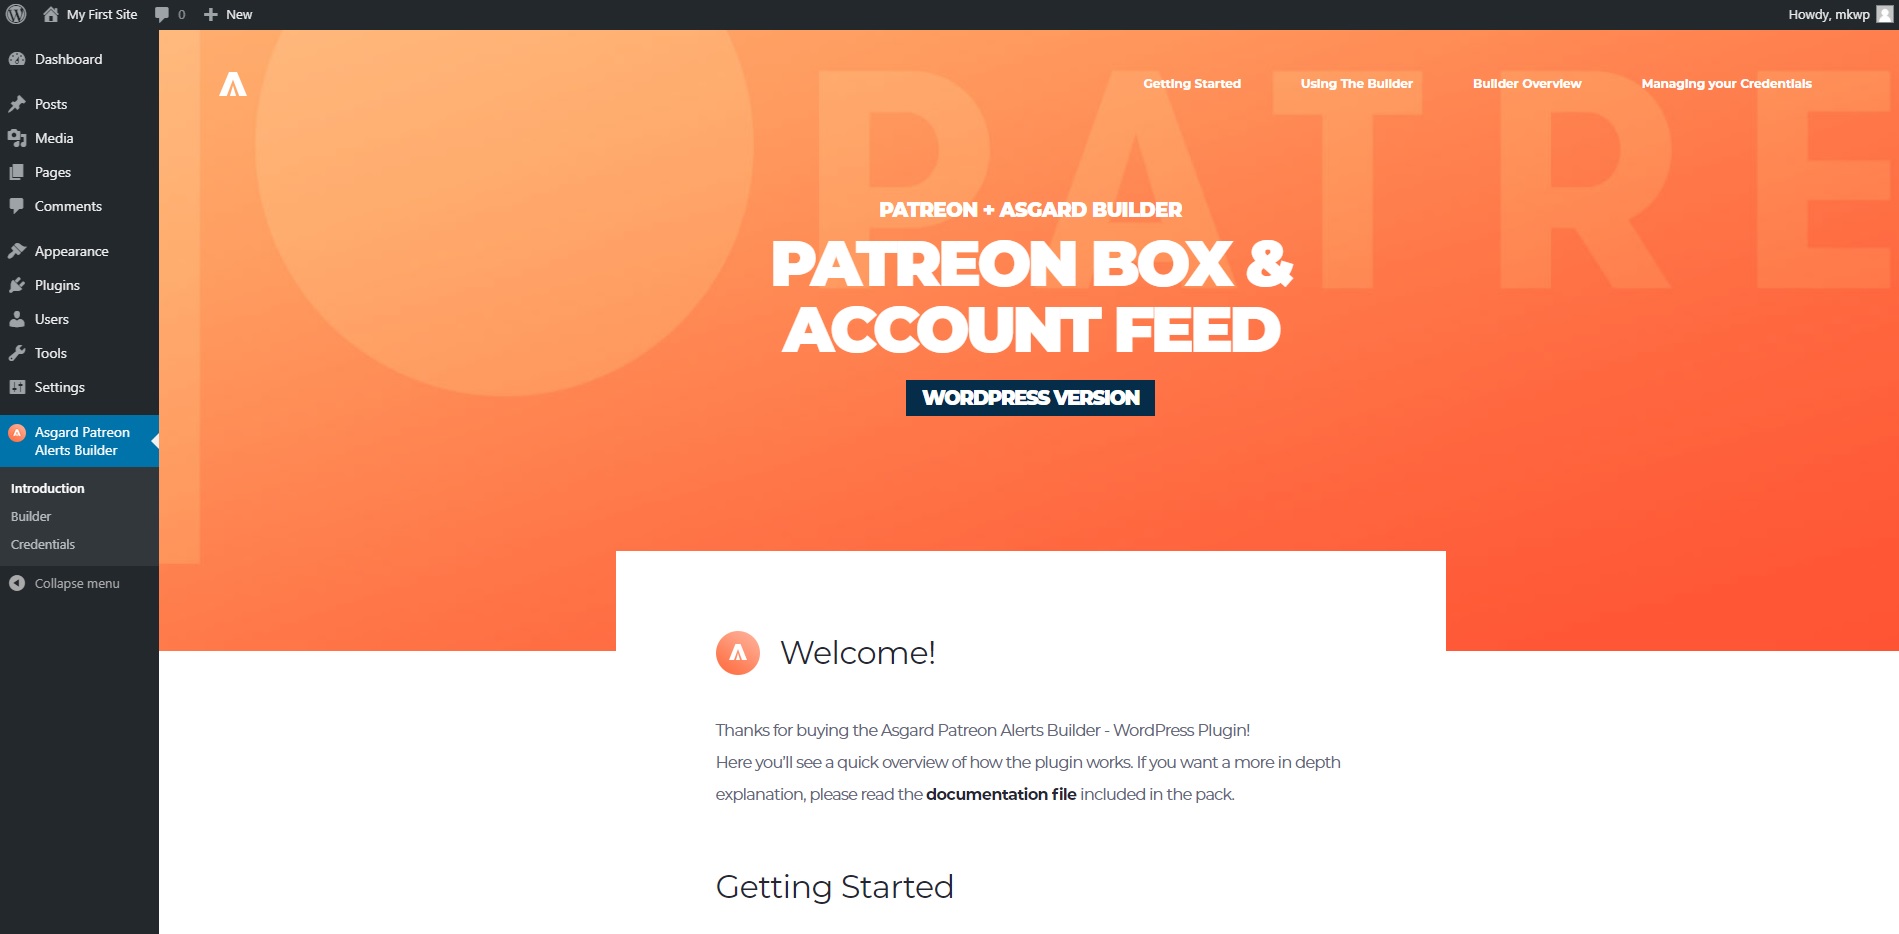 My First Site
0
New
Howdy, mkwp
Dashboard
Posts
Media
Pages
Comments
Appearance
Plugins
Users
Tools
Settings
Asgard Patreon
Alerts Builder
Introduction
Builder
Credentials
Collapse menu
Getting Started
Using The Builder
Builder Overview
Managing your Credentials
PATRE
PATREON + ASGARD BUILDER
PATREON BOX &
ACCOUNT FEED
WORDPRESS VERSION
Welcome!
Thanks for buying the Asgard Patreon Alerts Builder - WordPress Plugin!
Here you'll see a quick overview of how the plugin works. If you want a more in depth
explanation, please read the documentation file included in the pack.
Getting Started